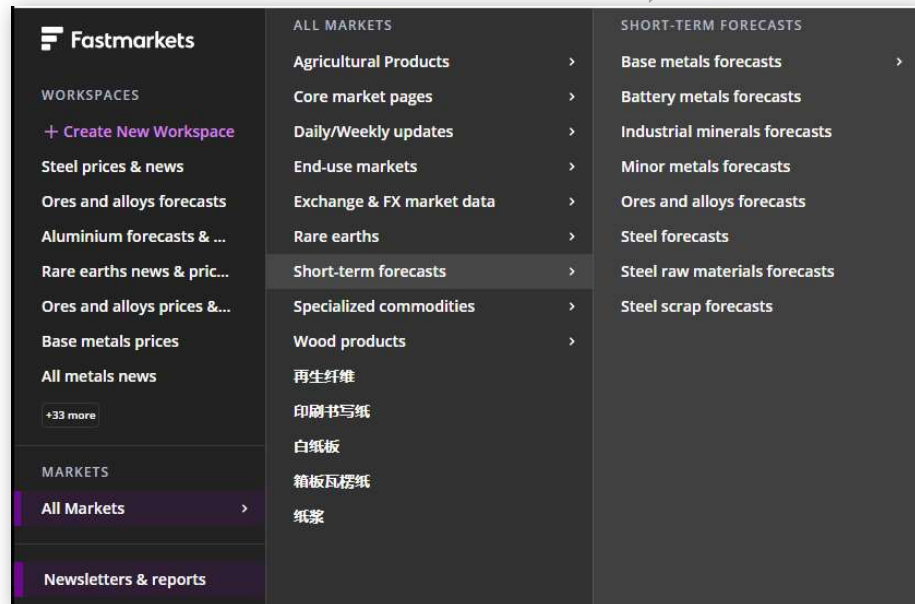 Fastmarkets
WORKSPACES
+ Create New Workspace
Steel prices & news
Ores and alloys forecasts
Aluminium forecasts & ...
Rare earths news & pric...
Ores and alloys prices &...
Base metals prices
All metals news
+33 more
MARKETS
All Markets
Newsletters & reports
ALL MARKETS
Agricultural Products
Core market pages
Daily/Weekly updates
End-use markets
Exchange & FX market data
Rare earths
Short-term forecasts
Specialized commodities
Wood products
再生纤维
印刷书写纸
白纸板
箱板瓦楞纸
纸浆
SHORT-TERM FORECASTS
Base metals forecasts
Battery metals forecasts
Industrial minerals forecasts
Minor metals forecasts
Ores and alloys forecasts
Steel forecasts
Steel raw materials forecasts
Steel scrap forecasts